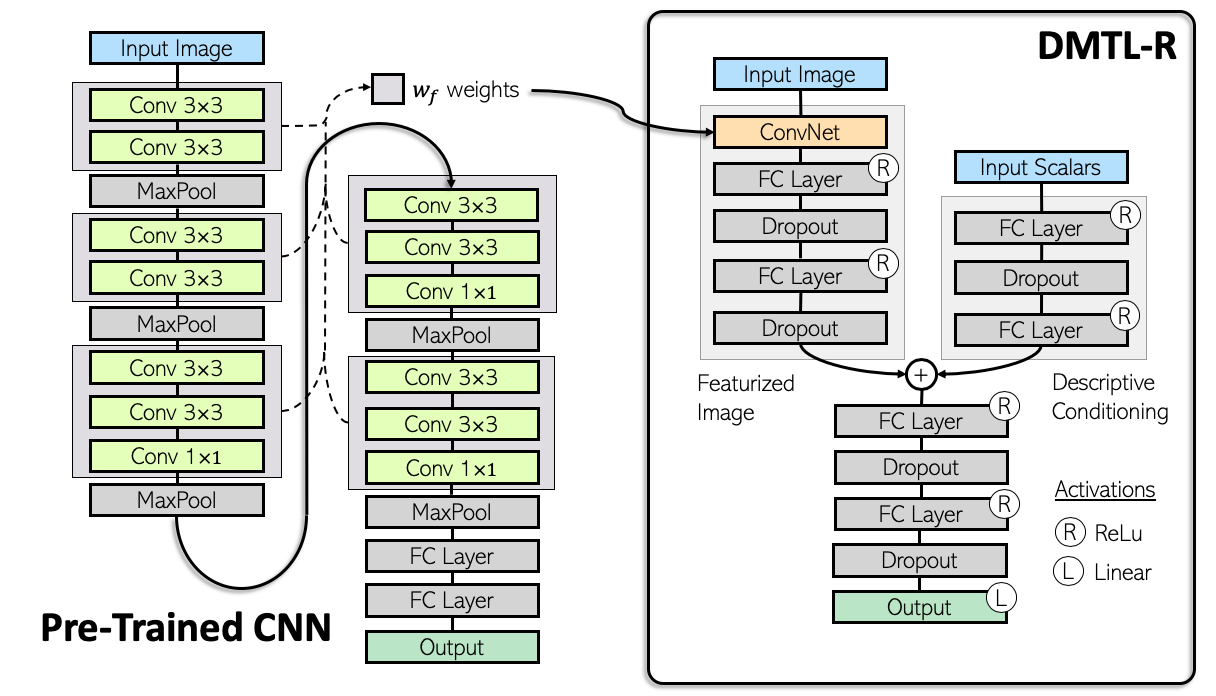 Input Image
Conv 3×3
Conv 3×3
MaxPool
Conv 3×3
Conv 3×3
MaxPool
Conv 3×3
Conv 3×3
Conv 1×1
MaxPool
Pre-Trained CNN
w_f weights
Conv 3×3
Conv 3×3
Conv 1×1
MaxPool
Conv 3×3
Conv 3×3
Conv 1×1
MaxPool
FC Layer
FC Layer
Output
DMTL-R
Input Image
ConvNet
FC Layer R
Dropout
FC Layer R
Dropout
Featurized
Image
Input Scalars
FC Layer R
Dropout
FC Layer R
Descriptive
Conditioning
+
FC Layer R
Dropout
FC Layer R
Dropout
Output L
Activations
R ReLu
L Linear